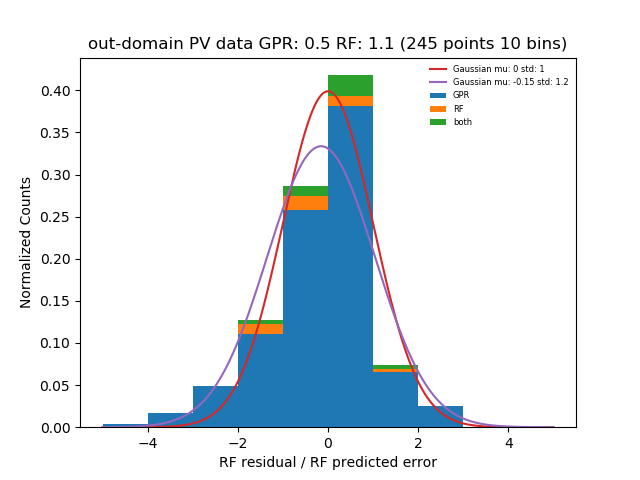 out-domain PV data GPR: 0.5 RF: 1.1 (245 points 10 bins)
Gaussian mu: 0 std: 1
Gaussian mu: -0.15 std: 1.2
GPR
RF
both
Normalized Counts
0.40
0.35
0.30
0.25
0.20
0.15
0.10
0.05
0.00
−4
−2
0
2
4
RF residual / RF predicted error